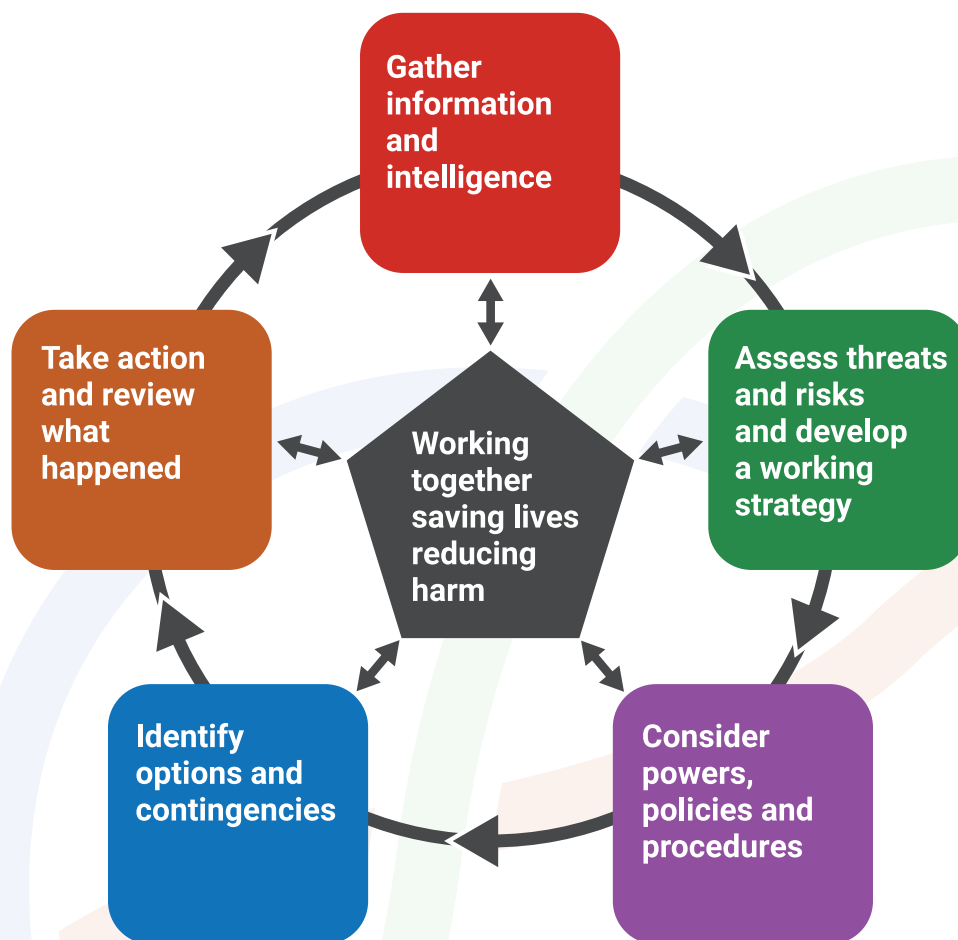 Gather
information
and
intelligence
Assess threats
and risks
and develop
a working
strategy
Consider
powers,
policies and
procedures
Identify
options and
contingencies
Take action
and review
what
happened
Working
together
saving lives
reducing
harm